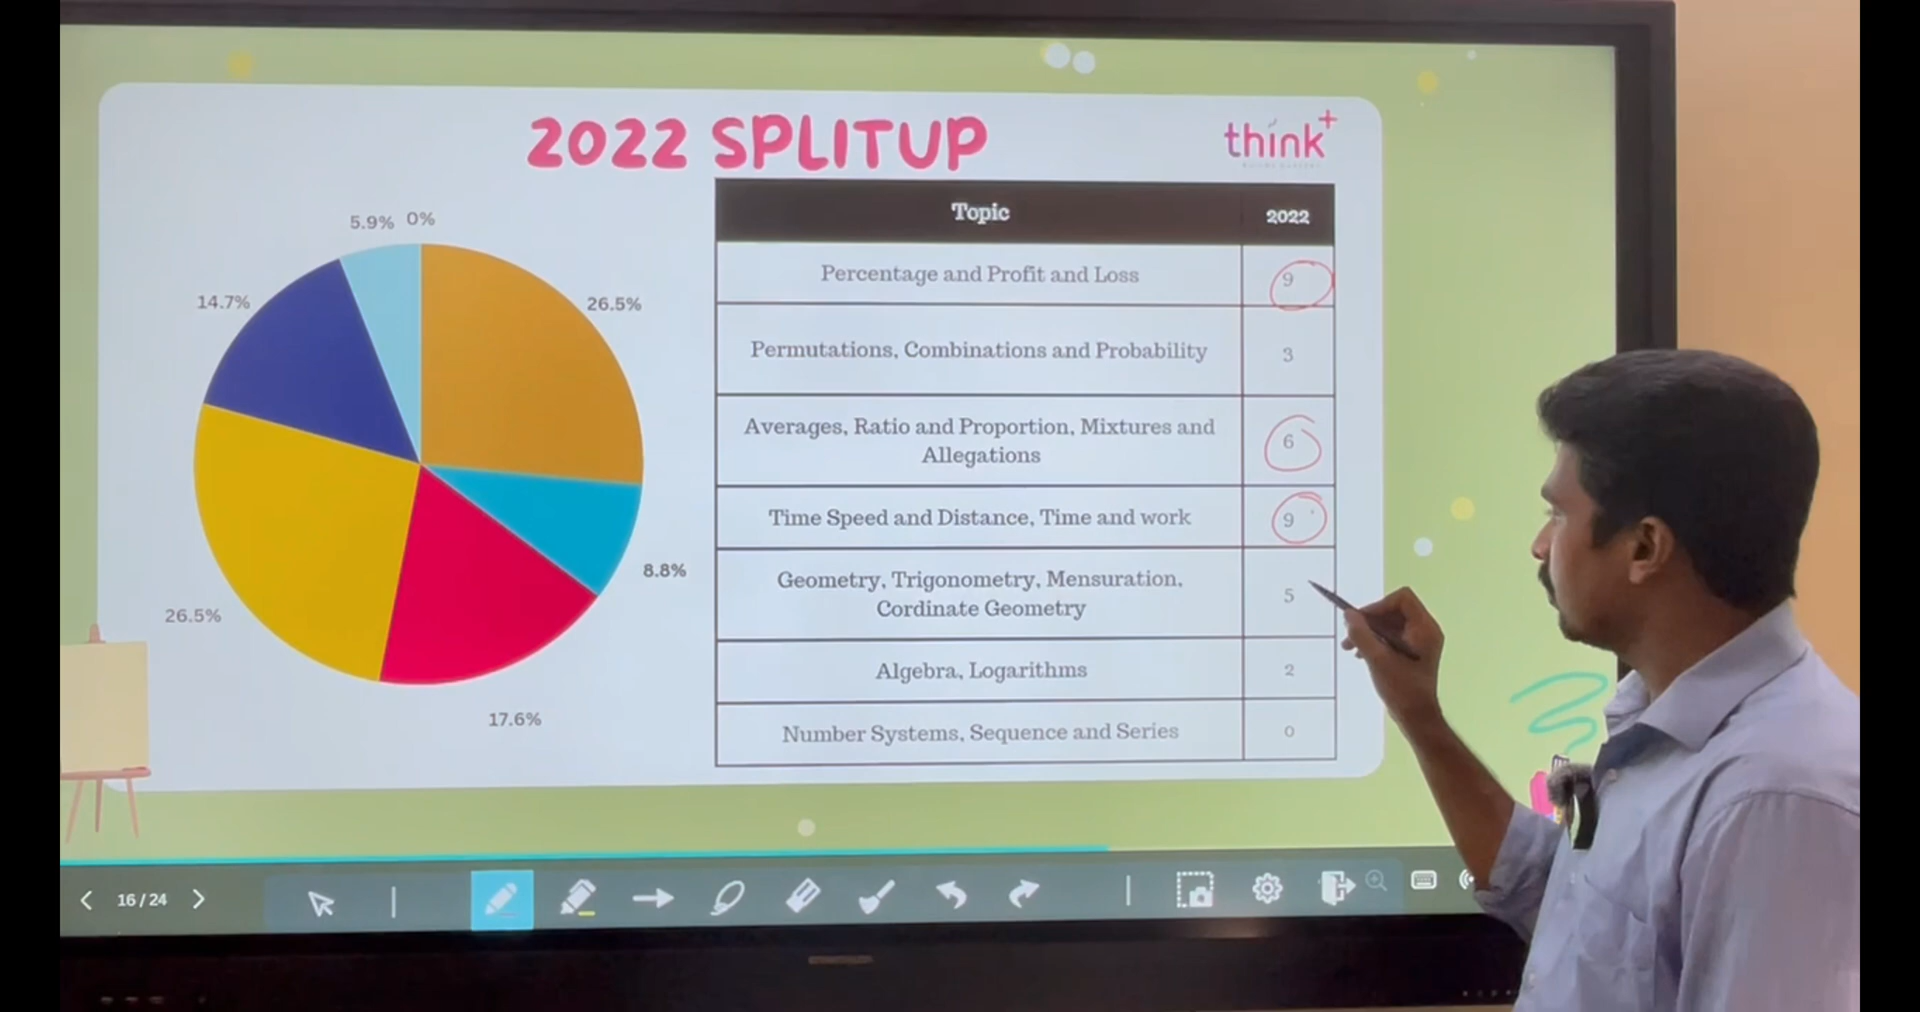 2022 SPLITUP
think+
5.9% 0%
14.7%
26.5%
8.8%
26.5%
17.6%
Topic 2022
Percentage and Profit and Loss 9
Permutations, Combinations and Probability 3
Averages, Ratio and Proportion, Mixtures and
Allegations 6
Time Speed and Distance, Time and work 9
Geometry, Trigonometry, Mensuration,
Cordinate Geometry 5
Algebra, Logarithms 2
Number Systems, Sequence and Series 0
16/24